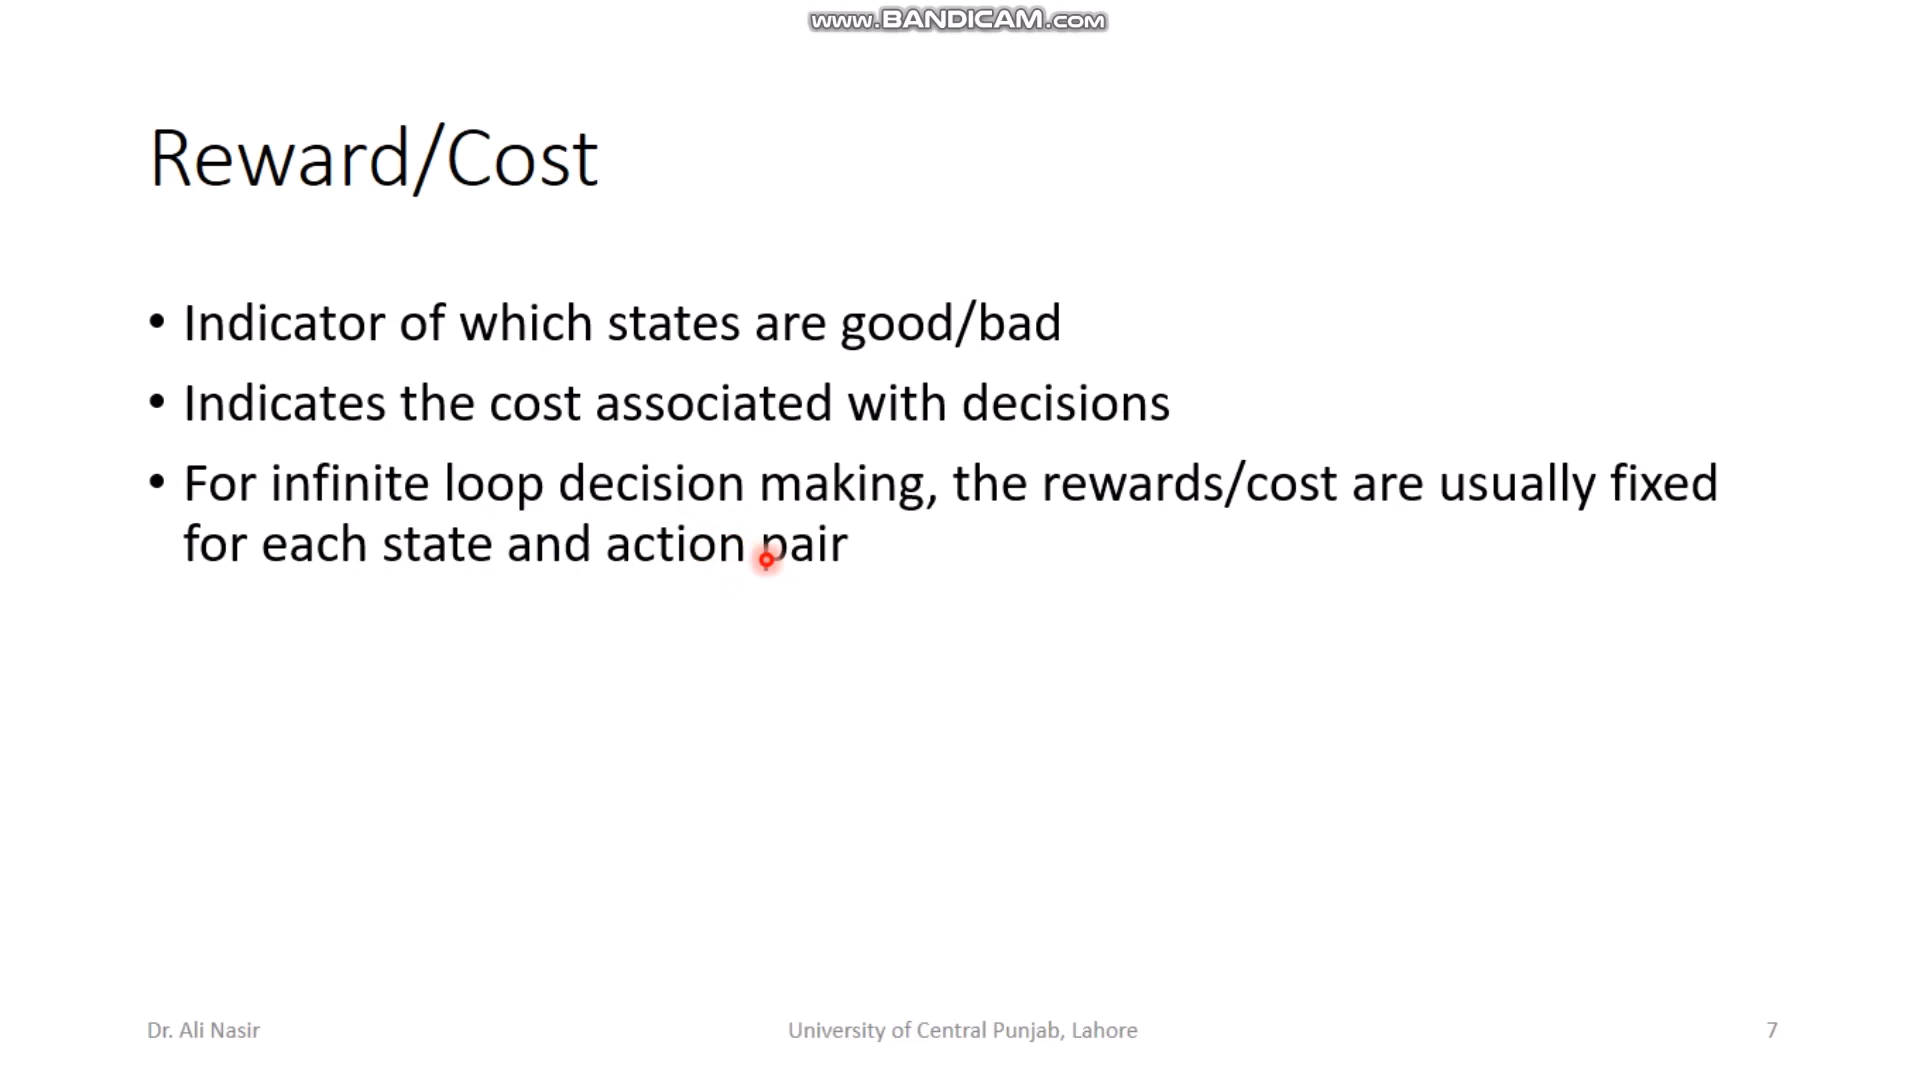 www.BANDICAM.com
Reward/Cost
• Indicator of which states are good/bad
• Indicates the cost associated with decisions
• For infinite loop decision making, the rewards/cost are usually fixed
for each state and action pair
Dr. Ali Nasir
University of Central Punjab, Lahore
7